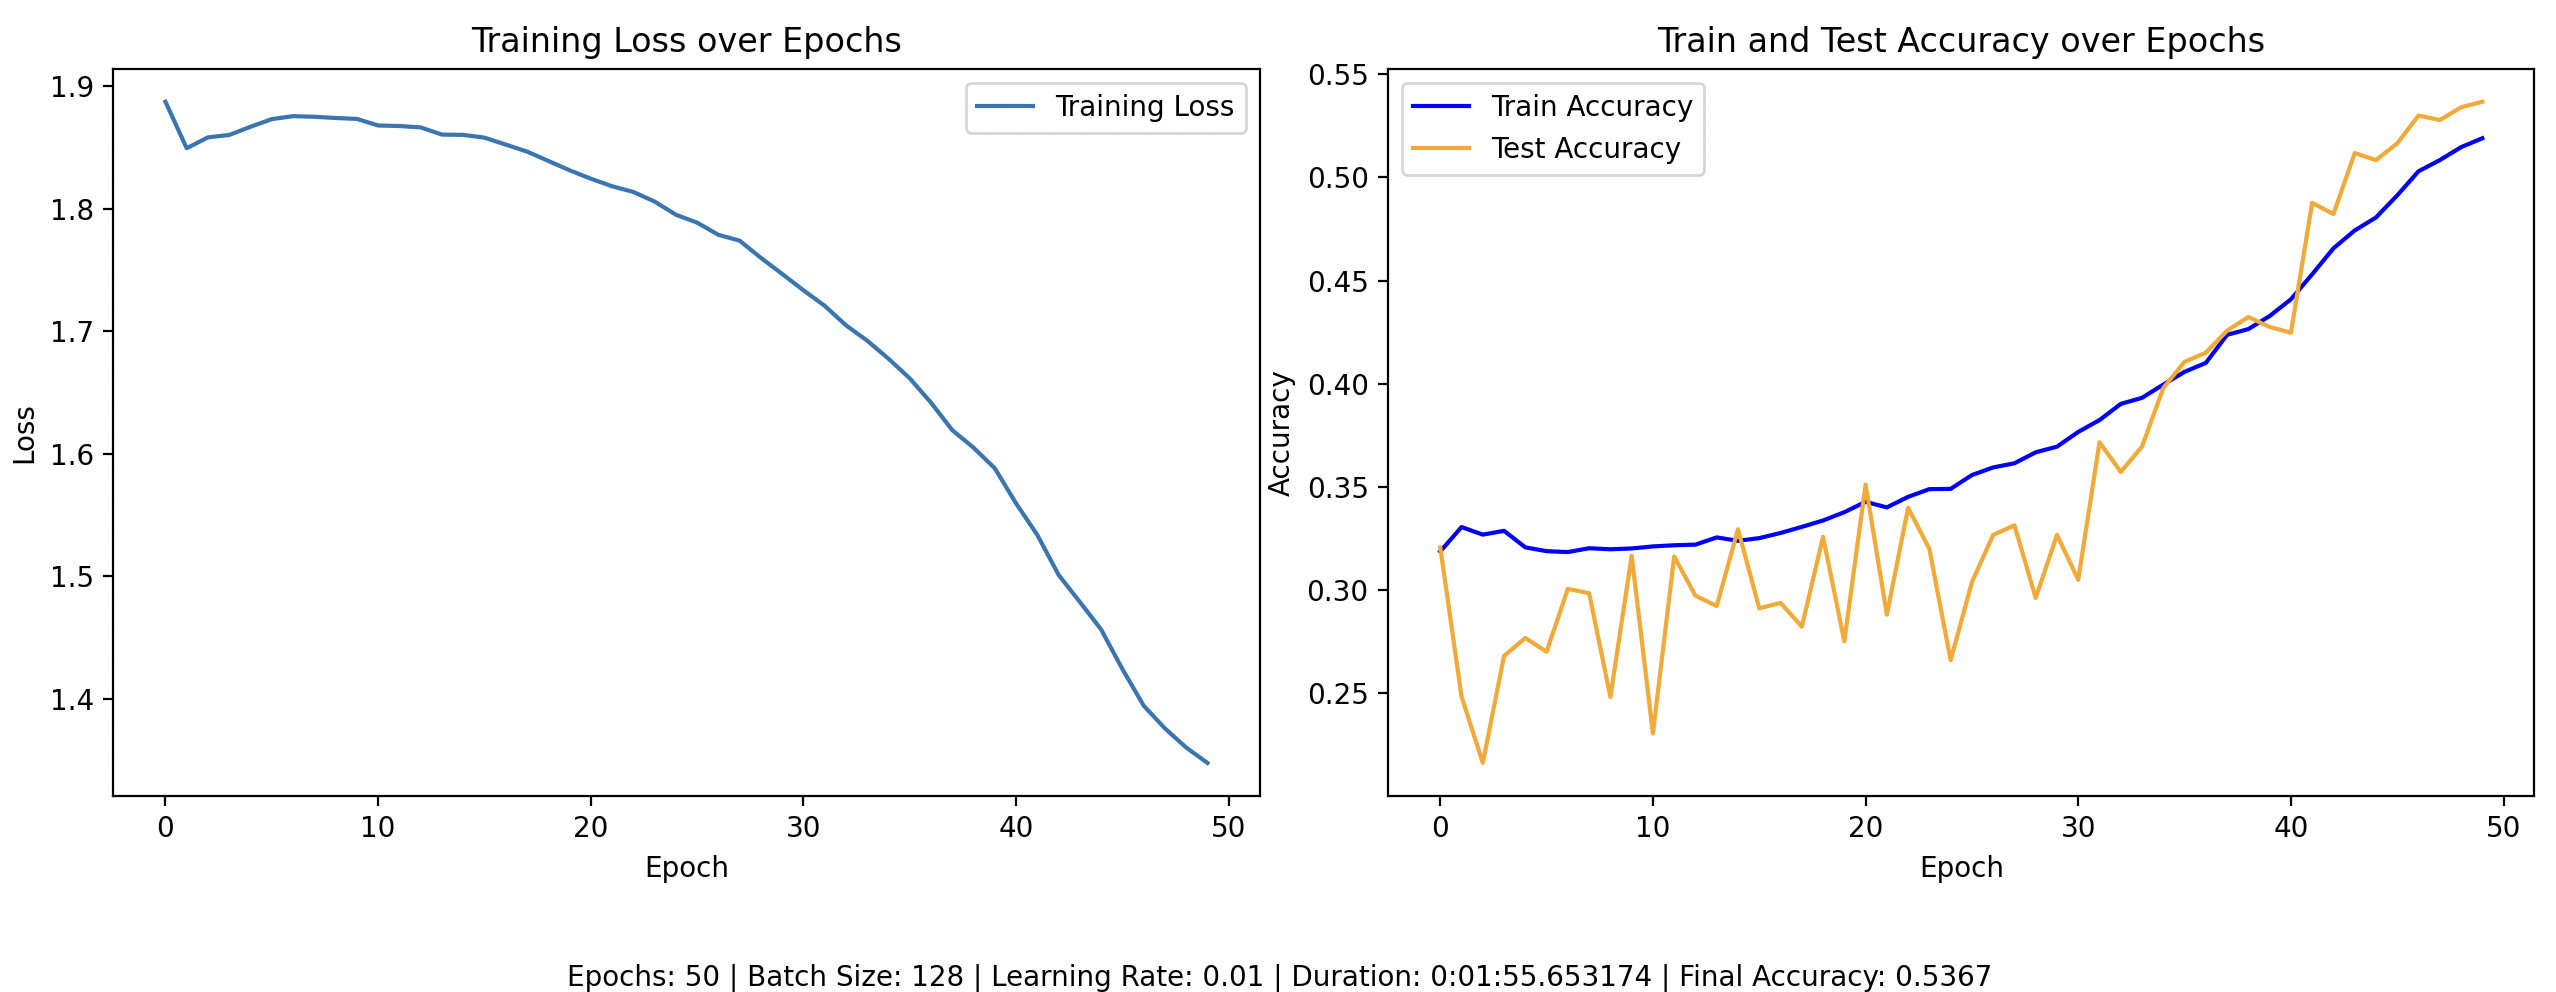 Training Loss over Epochs
Training Loss
1.9
1.8
1.7
1.6
1.5
1.4
Loss
0 10 20 30 40 50
Epoch
Train and Test Accuracy over Epochs
Train Accuracy
Test Accuracy
0.55
0.50
0.45
0.40
0.35
0.30
0.25
Accuracy
0 10 20 30 40 50
Epoch
Epochs: 50 | Batch Size: 128 | Learning Rate: 0.01 | Duration: 0:01:55.653174 | Final Accuracy: 0.5367